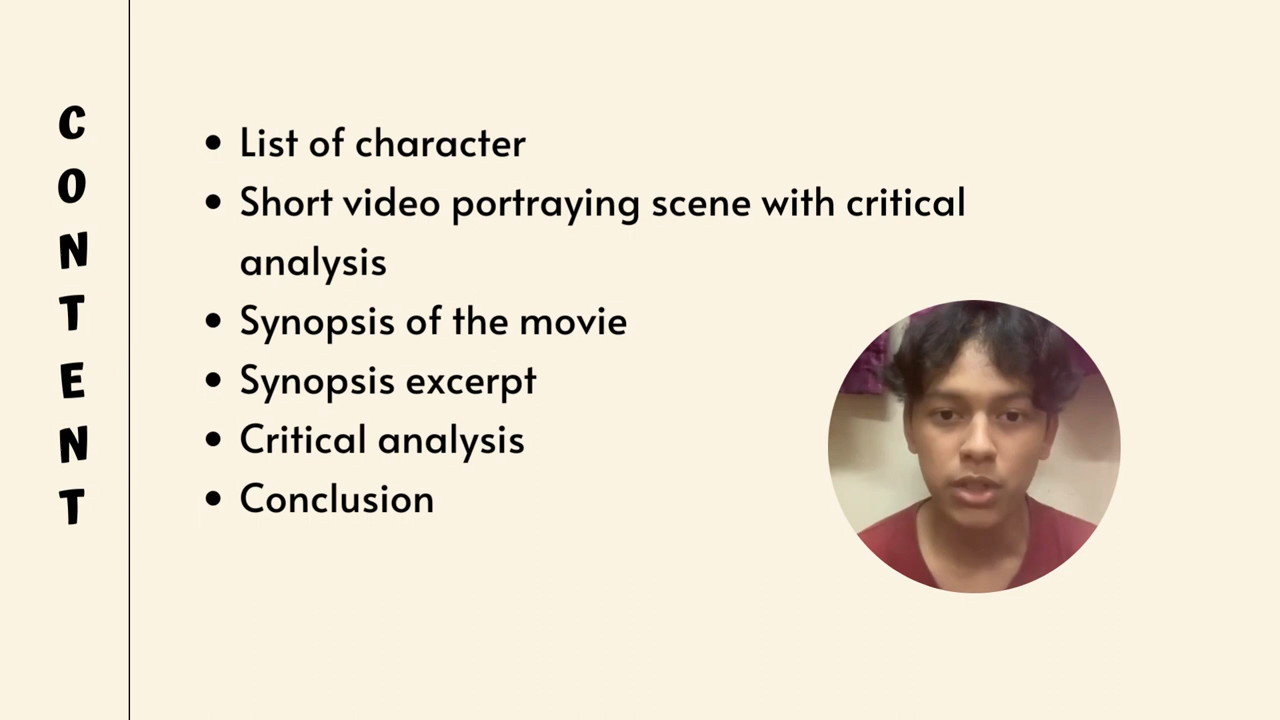 CONTENT
• List of character
• Short video portraying scene with critical
analysis
• Synopsis of the movie
• Synopsis excerpt
• Critical analysis
• Conclusion